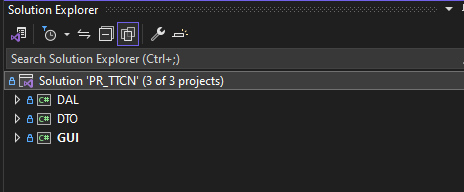 Solution Explorer
Search Solution Explorer (Ctrl+;)
Solution 'PR_TTCN' (3 of 3 projects)
C# DAL
C# DTO
C# GUI